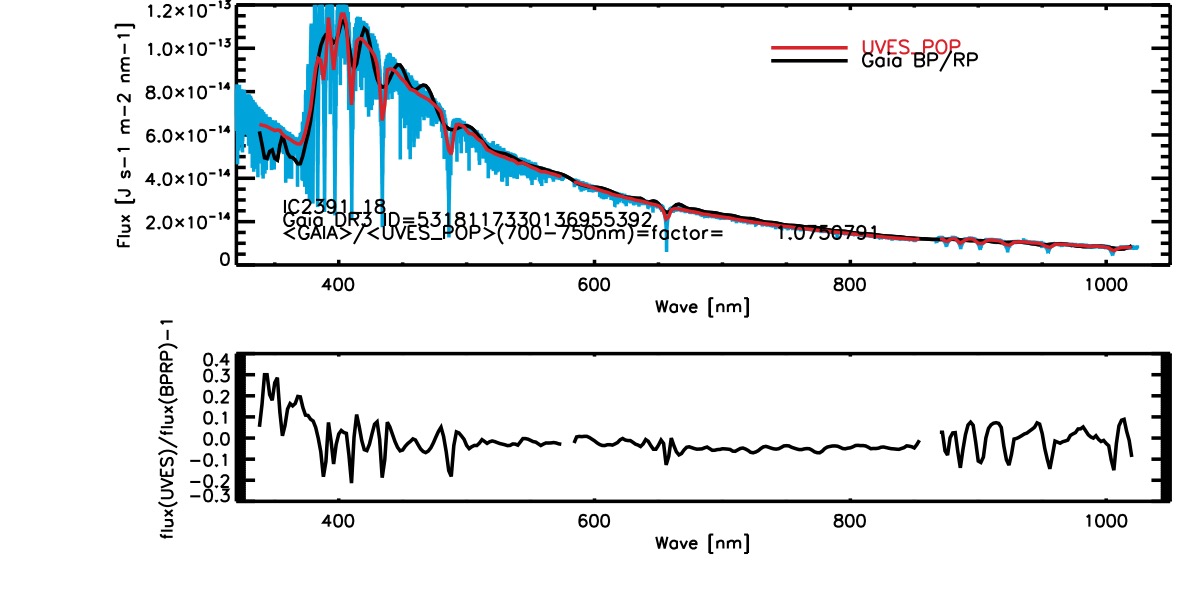 1.2×10-13
1.0×10-13
8.0×10-14
6.0×10-14
4.0×10-14
2.0×10-14
0
Flux [J s-1 m-2 nm-1]
UVES_POP
Gaia BP/RP
IC2391_18
Gaia DR3 ID=5318117330136955392
<GAIA>/<UVES_POP>(700-750nm)=factor= 1.0750791
400 600 800 1000
Wave [nm]
0.4
0.3
0.2
0.1
0.0
-0.1
-0.2
-0.3
flux(UVES)/flux(BPRP)-1
400 600 800 1000
Wave [nm]